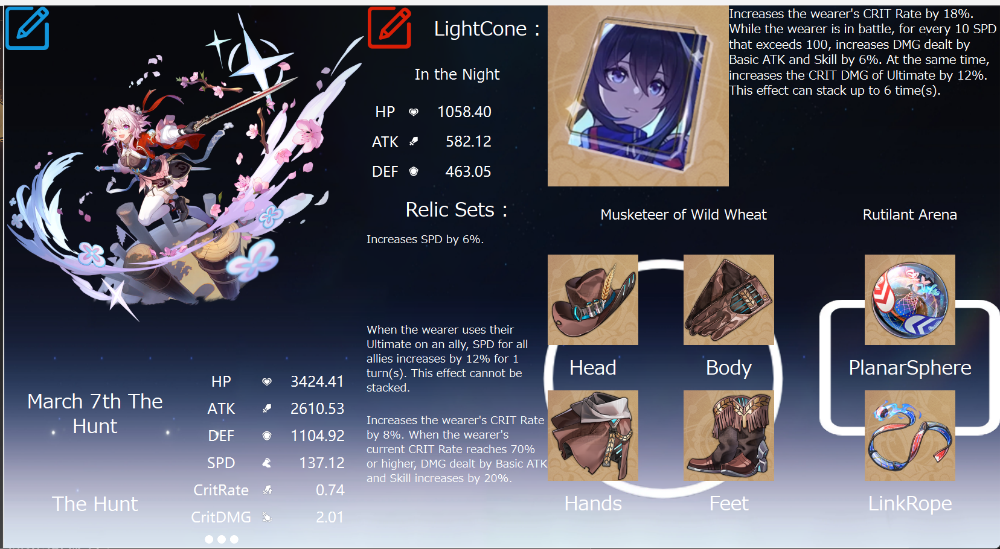 March 7th The
Hunt
The Hunt
HP 3424.41
ATK 2610.53
DEF 1104.92
SPD 137.12
CritRate 0.74
CritDMG 2.01
LightCone :
In the Night
HP 1058.40
ATK 582.12
DEF 463.05
Increases the wearer's CRIT Rate by 18%.
While the wearer is in battle, for every 10 SPD
that exceeds 100, increases DMG dealt by
Basic ATK and Skill by 6%. At the same time,
increases the CRIT DMG of Ultimate by 12%.
This effect can stack up to 6 time(s).
Relic Sets :
Increases SPD by 6%.
When the wearer uses their
Ultimate on an ally, SPD for all
allies increases by 12% for 1
turn(s). This effect cannot be
stacked.
Increases the wearer's CRIT Rate
by 8%. When the wearer's
current CRIT Rate reaches 70%
or higher, DMG dealt by Basic ATK
and Skill increases by 20%.
Musketeer of Wild Wheat
Head
Body
Hands
Feet
Rutilant Arena
PlanarSphere
LinkRope